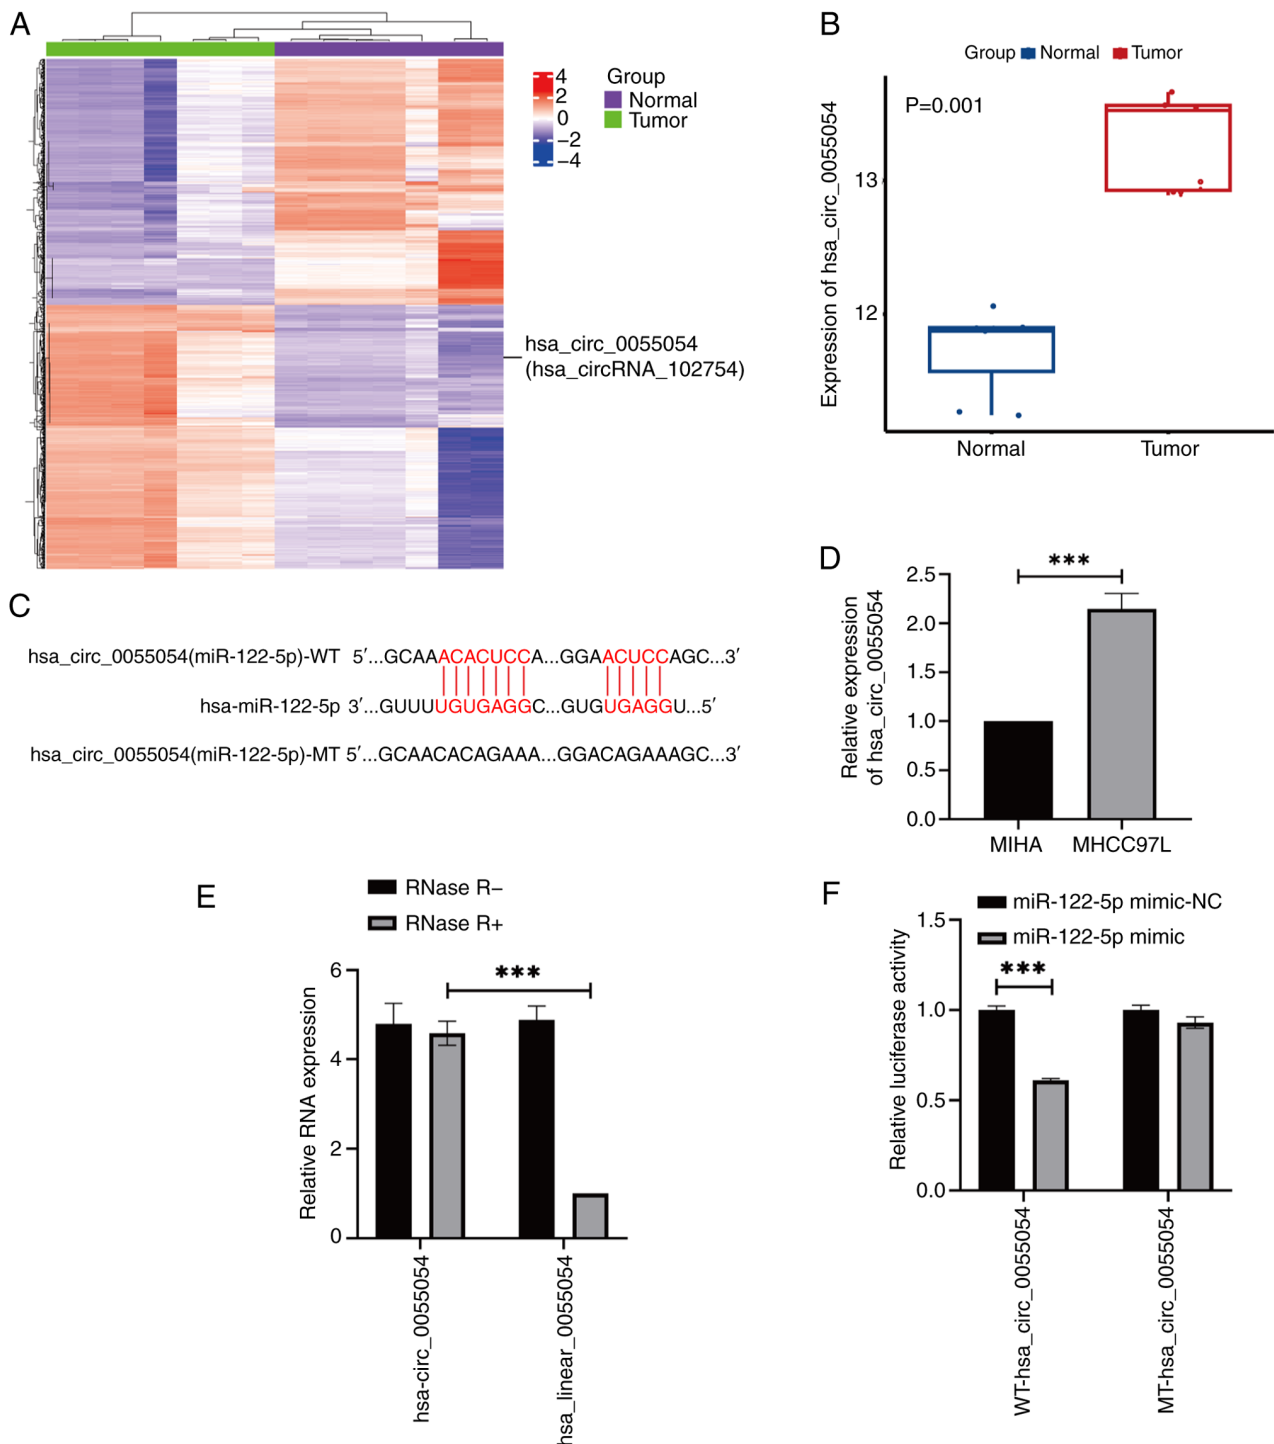 A
4
2
0
−2
−4
Group
Normal
Tumor
hsa_circ_0055054
(hsa_circRNA_102754)
B
Group Normal Tumor
P=0.001
Expression of hsa_circ_0055054
13
12
Normal Tumor
C
hsa_circ_0055054(miR-122-5p)-WT 5′...GCAAACACUCCA...GGAACUCCAGC...3′
hsa-miR-122-5p 3′...GUUUUGUGAGGC...GUGUGAGGU...5′
hsa_circ_0055054(miR-122-5p)-MT 5′...GCAACACAGAAA...GGACAGAAAGC...3′
D
Relative expression
of hsa_circ_0055054
2.5
2.0
1.0
0.5
0.0
***
MIHA MHCC97L
E
RNase R−
RNase R+
Relative RNA expression
6
4
2
0
***
hsa-circ_0055054
hsa_linear_0055054
F
miR-122-5p mimic-NC
miR-122-5p mimic
Relative luciferase activity
1.5
1.0
0.5
0.0
***
WT-hsa_circ_0055054
MT-hsa_circ_0055054